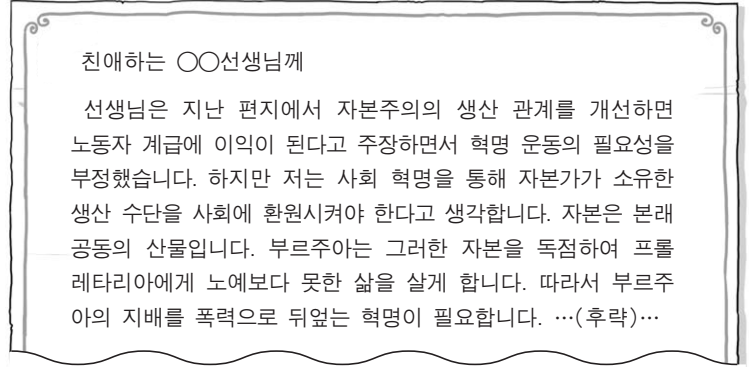 친애하는 ○○선생님께
선생님은 지난 편지에서 자본주의의 생산 관계를 개선하면
노동자 계급에 이익이 된다고 주장하면서 혁명 운동의 필요성을
부정했습니다. 하지만 저는 사회 혁명을 통해 자본가가 소유한
생산 수단을 사회에 환원시켜야 한다고 생각합니다. 자본은 본래
공동의 산물입니다. 부르주아는 그러한 자본을 독점하여 프롤
레타리아에게 노예보다 못한 삶을 살게 합니다. 따라서 부르주
아의 지배를 폭력으로 뒤엎는 혁명이 필요합니다. …(후략)…